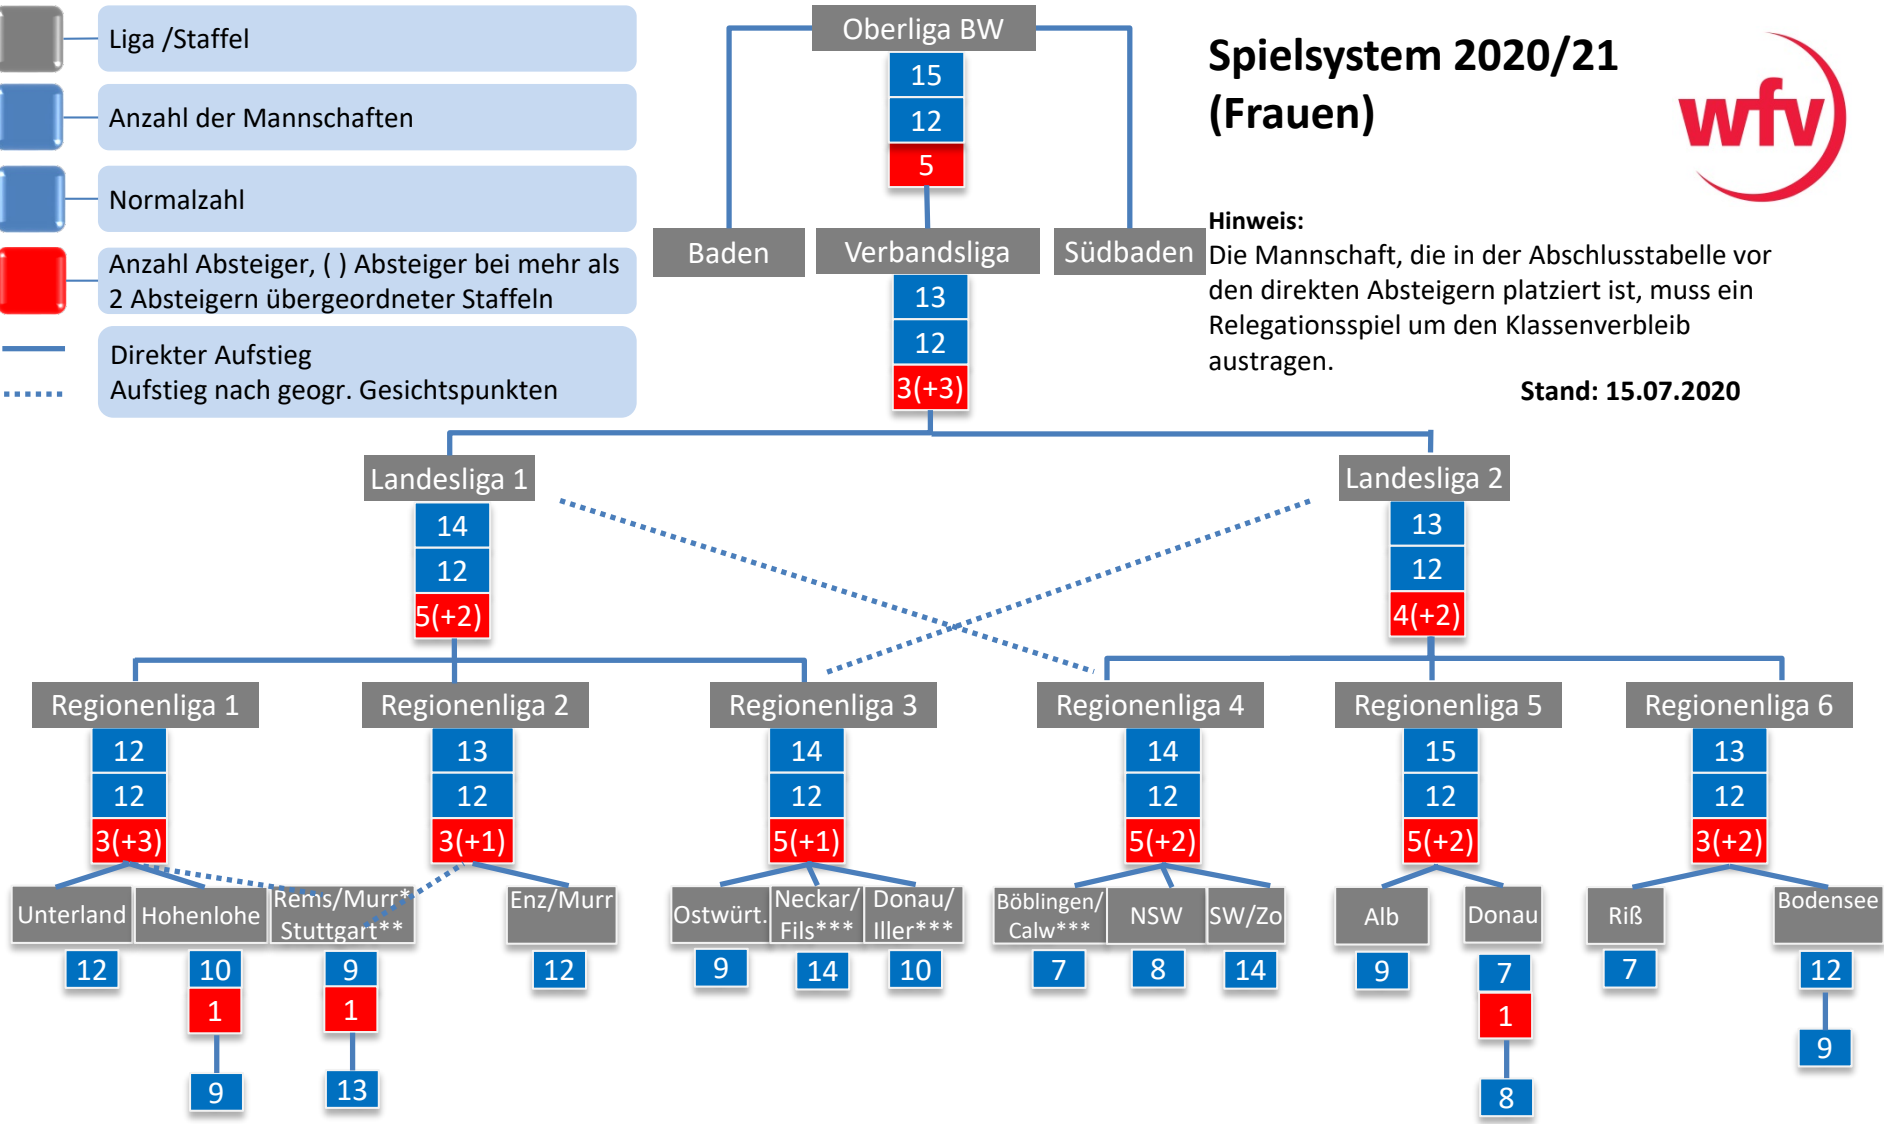 Liga /Staffel
Anzahl der Mannschaften
Normalzahl
Anzahl Absteiger, ( ) Absteiger bei mehr als
2 Absteigern übergeordneter Staffeln
Direkter Aufstieg
Aufstieg nach geogr. Gesichtspunkten
Oberliga BW
15
12
5
Spielsystem 2020/21
(Frauen)
wfv
Baden
Verbandsliga
Südbaden
13
12
3(+3)
Hinweis:
Die Mannschaft, die in der Abschlusstabelle vor
den direkten Absteigern platziert ist, muss ein
Relegationsspiel um den Klassenverbleib
austragen.
Stand: 15.07.2020
Landesliga 1
14
12
5(+2)
Landesliga 2
13
12
4(+2)
Regionenliga 1
12
12
3(+3)
Regionenliga 2
13
12
3(+1)
Regionenliga 3
14
12
5(+1)
Regionenliga 4
14
12
5(+2)
Regionenliga 5
15
12
5(+2)
Regionenliga 6
13
12
3(+2)
Unterland
12
Hohenlohe
10
1
9
Rems/Murr*
Stuttgart**
9
1
13
Enz/Murr
12
Ostwürt.
9
Neckar/
Fils***
14
Donau/
Iller***
10
Böblingen/
Calw***
7
NSW
8
SW/Zo
14
Alb
9
Donau
7
1
8
Riß
7
Bodensee
12
9